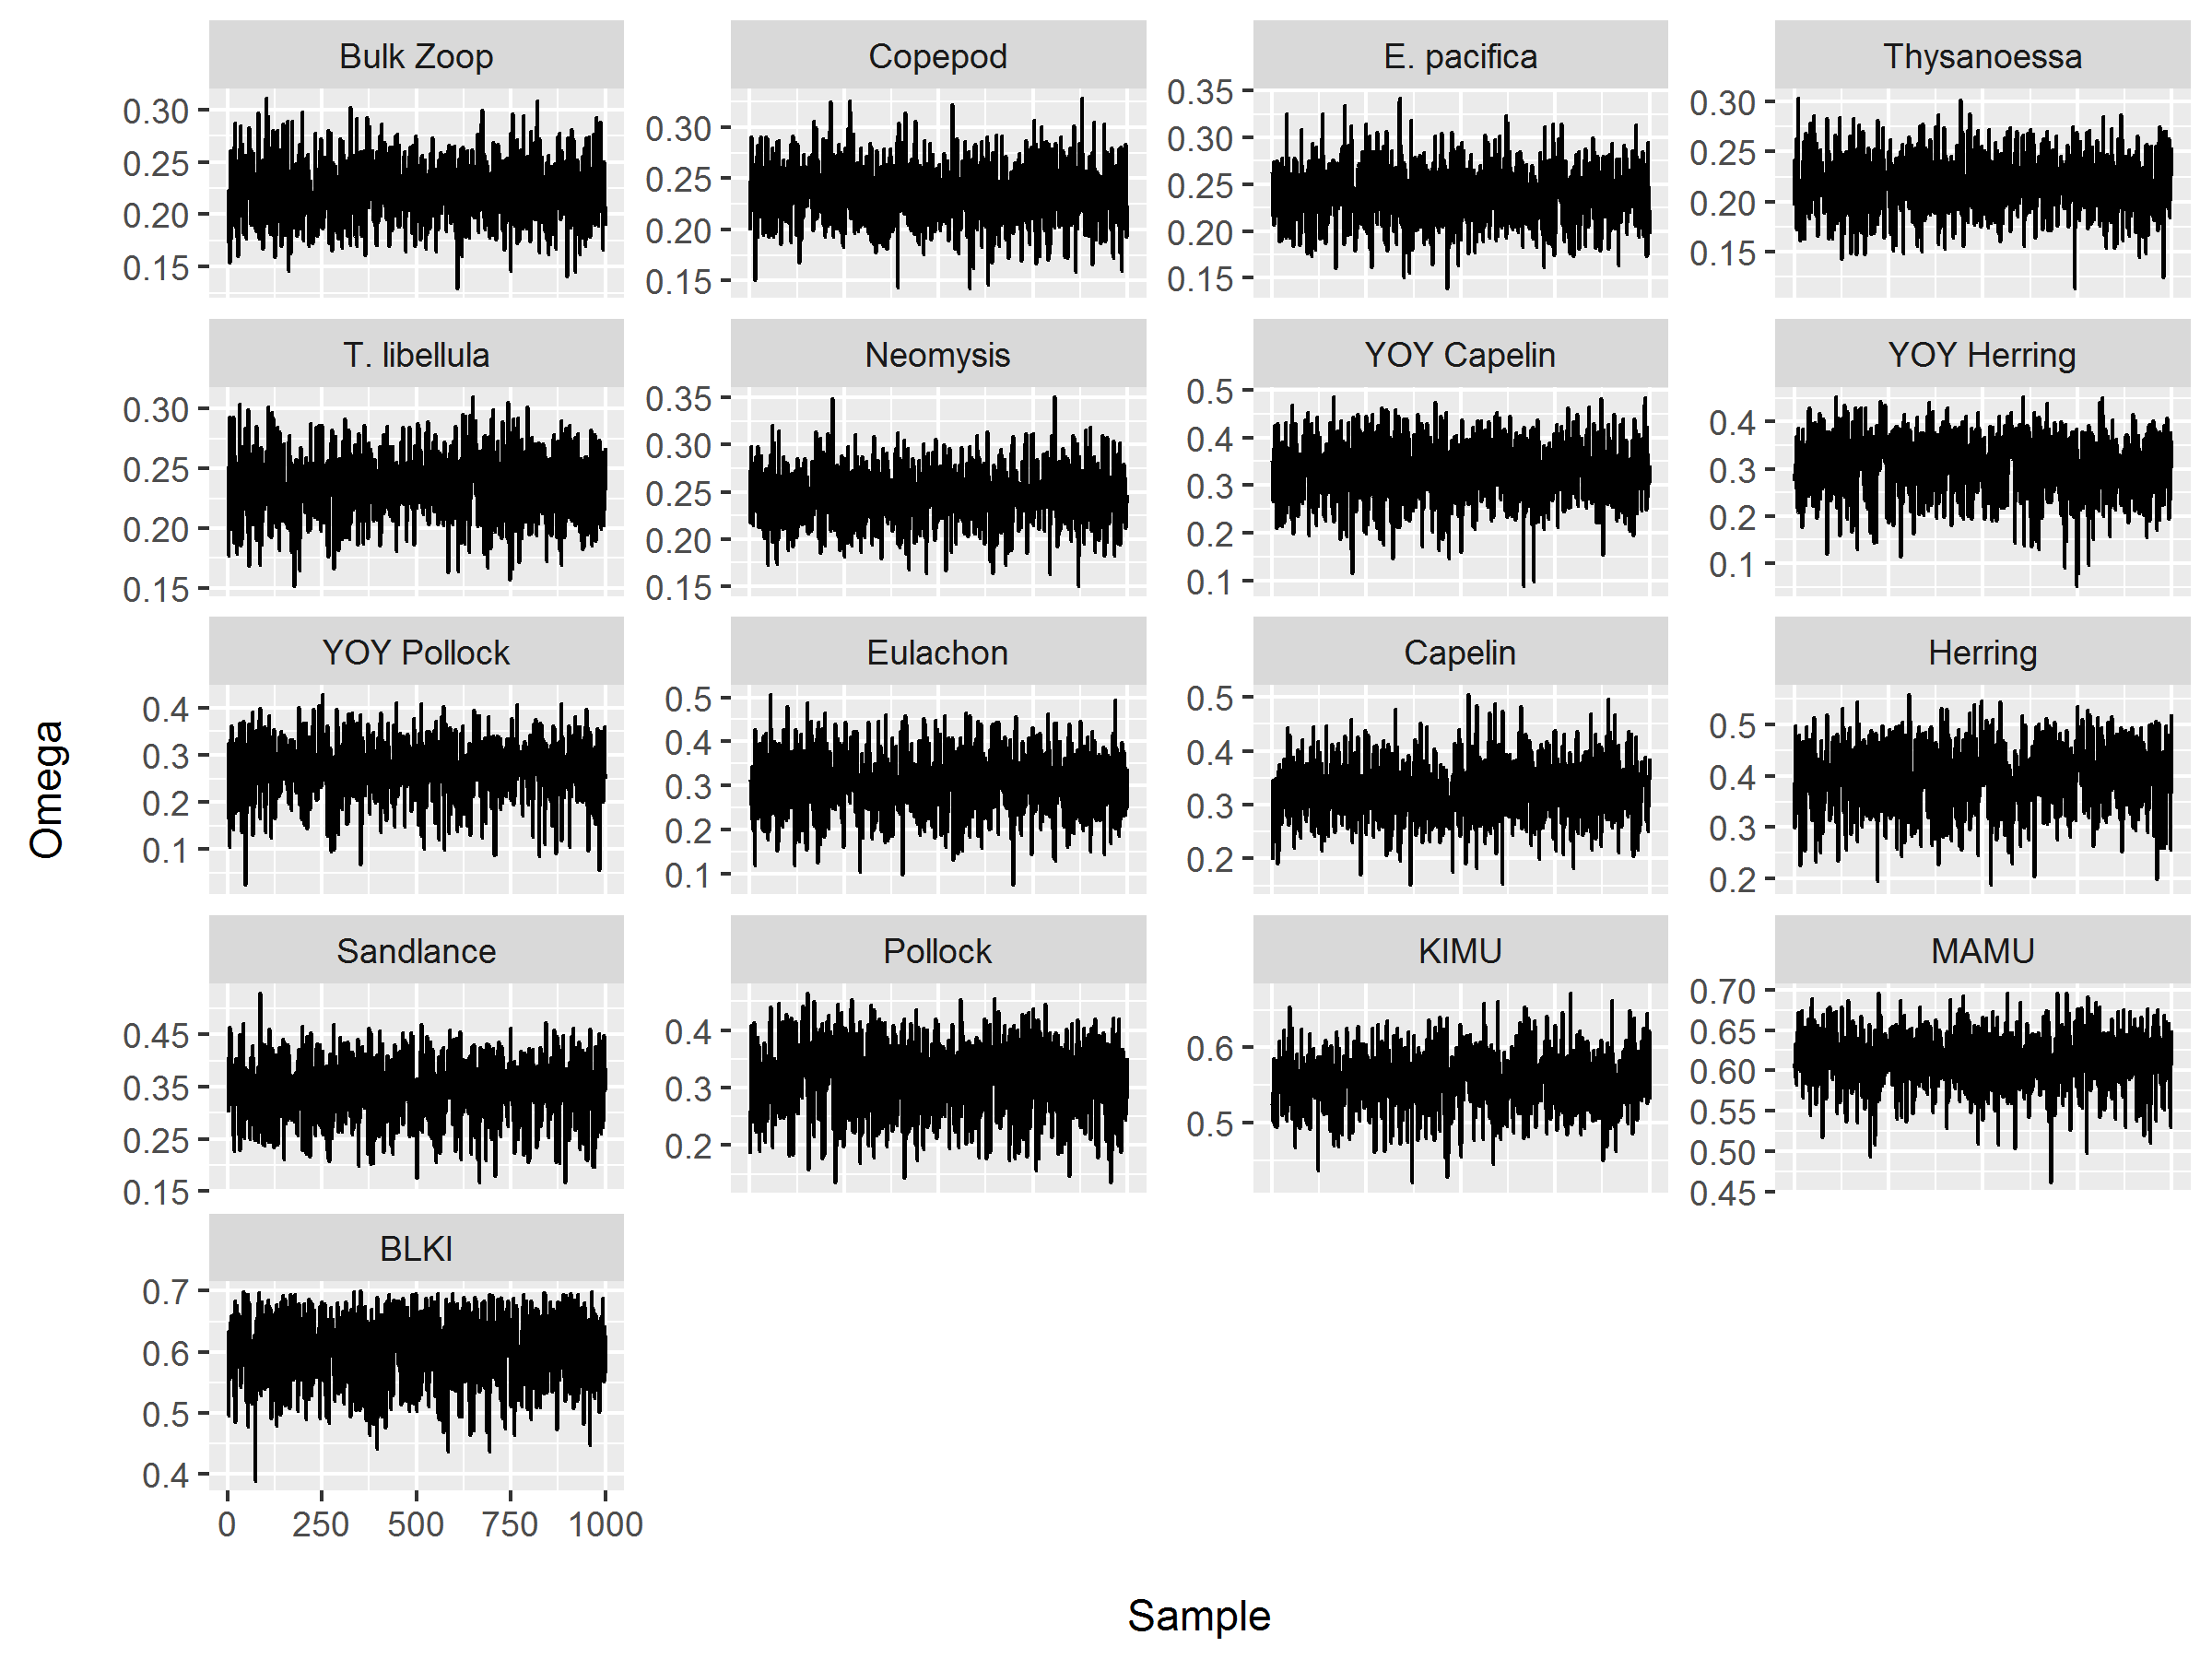 Bulk Zoop Copepod E. pacifica Thysanoessa
0.30 0.25 0.20 0.15
0.30 0.25 0.20 0.15
0.35 0.30 0.25 0.20 0.15
0.30 0.25 0.20 0.15
T. libellula Neomysis YOY Capelin YOY Herring
0.30 0.25 0.20 0.15
0.35 0.30 0.25 0.20 0.15
0.5 0.4 0.3 0.2 0.1
0.4 0.3 0.2 0.1
YOY Pollock Eulachon Capelin Herring
0.4 0.3 0.2 0.1
0.5 0.4 0.3 0.2 0.1
0.5 0.4 0.3 0.2
0.5 0.4 0.3 0.2
Omega
Sandlance Pollock KIMU MAMU
0.45 0.35 0.25 0.15
0.4 0.3 0.2
0.6 0.5
0.70 0.65 0.60 0.55 0.50 0.45
BLKI
0.7 0.6 0.5 0.4
0 250 500 750 1000
Sample